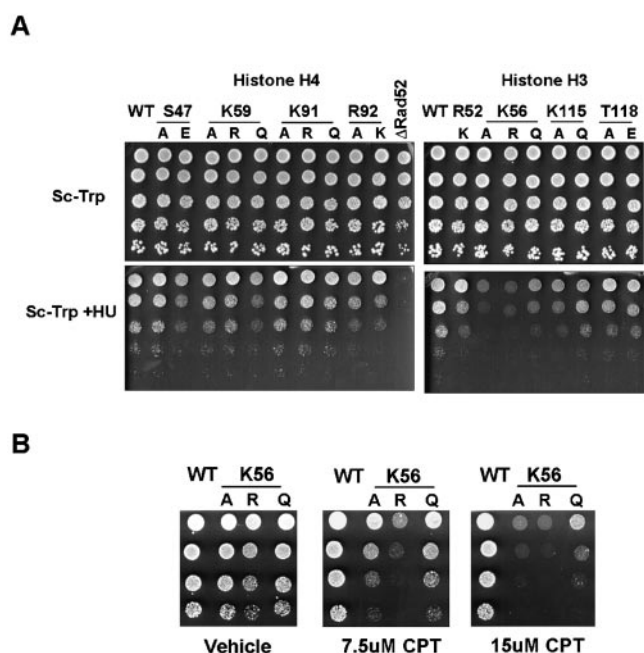 A
Histone H4
Histone H3
WT S47 K59 K91 R92 ΔRad52
A E A R Q A R Q A K
WT R52 K56 K115 T118
K A R Q A Q A E
Sc-Trp
Sc-Trp +HU
B
WT K56
A R Q
WT K56
A R Q
WT K56
A R Q
Vehicle
7.5uM CPT
15uM CPT